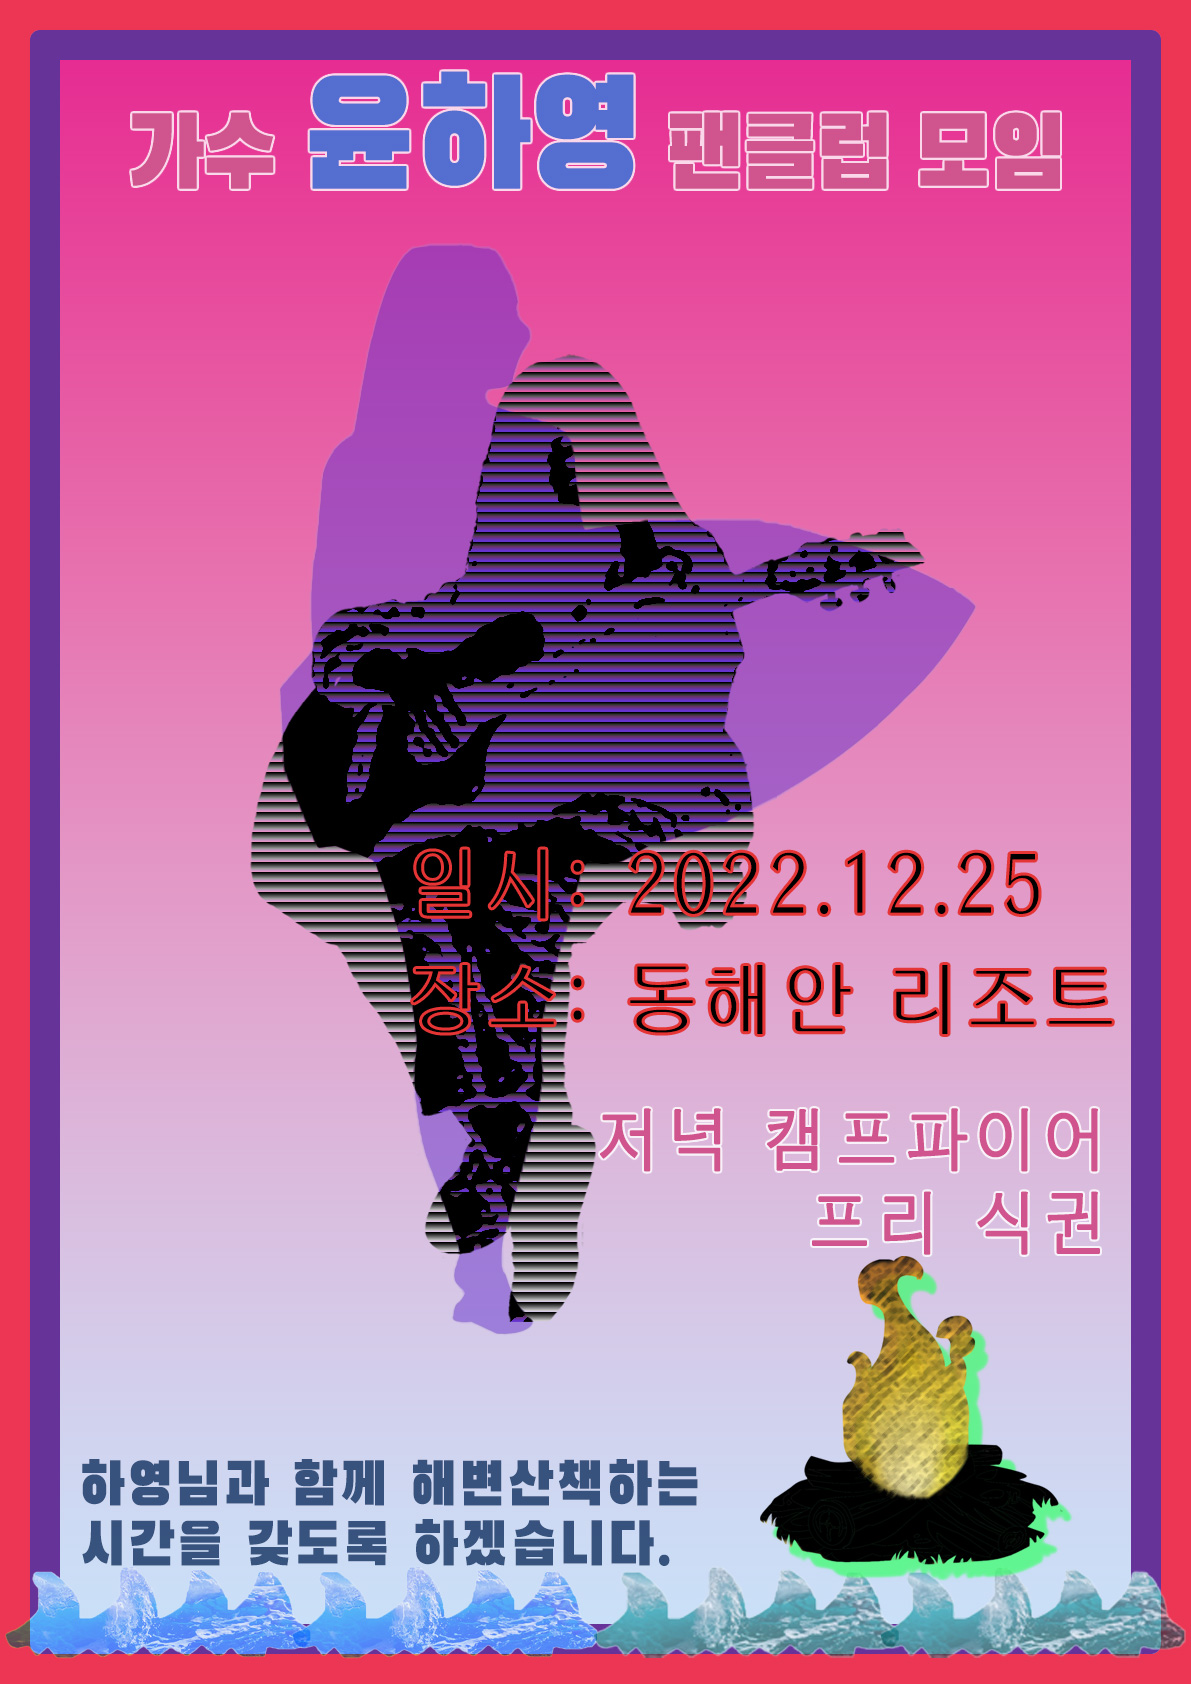 가수 윤하영 팬클럽 모임
일시: 2022.12.25
장소: 동해안 리조트
저녁 캠프파이어
프리 식권
하영님과 함께 해변산책하는
시간을 갖도록 하겠습니다.